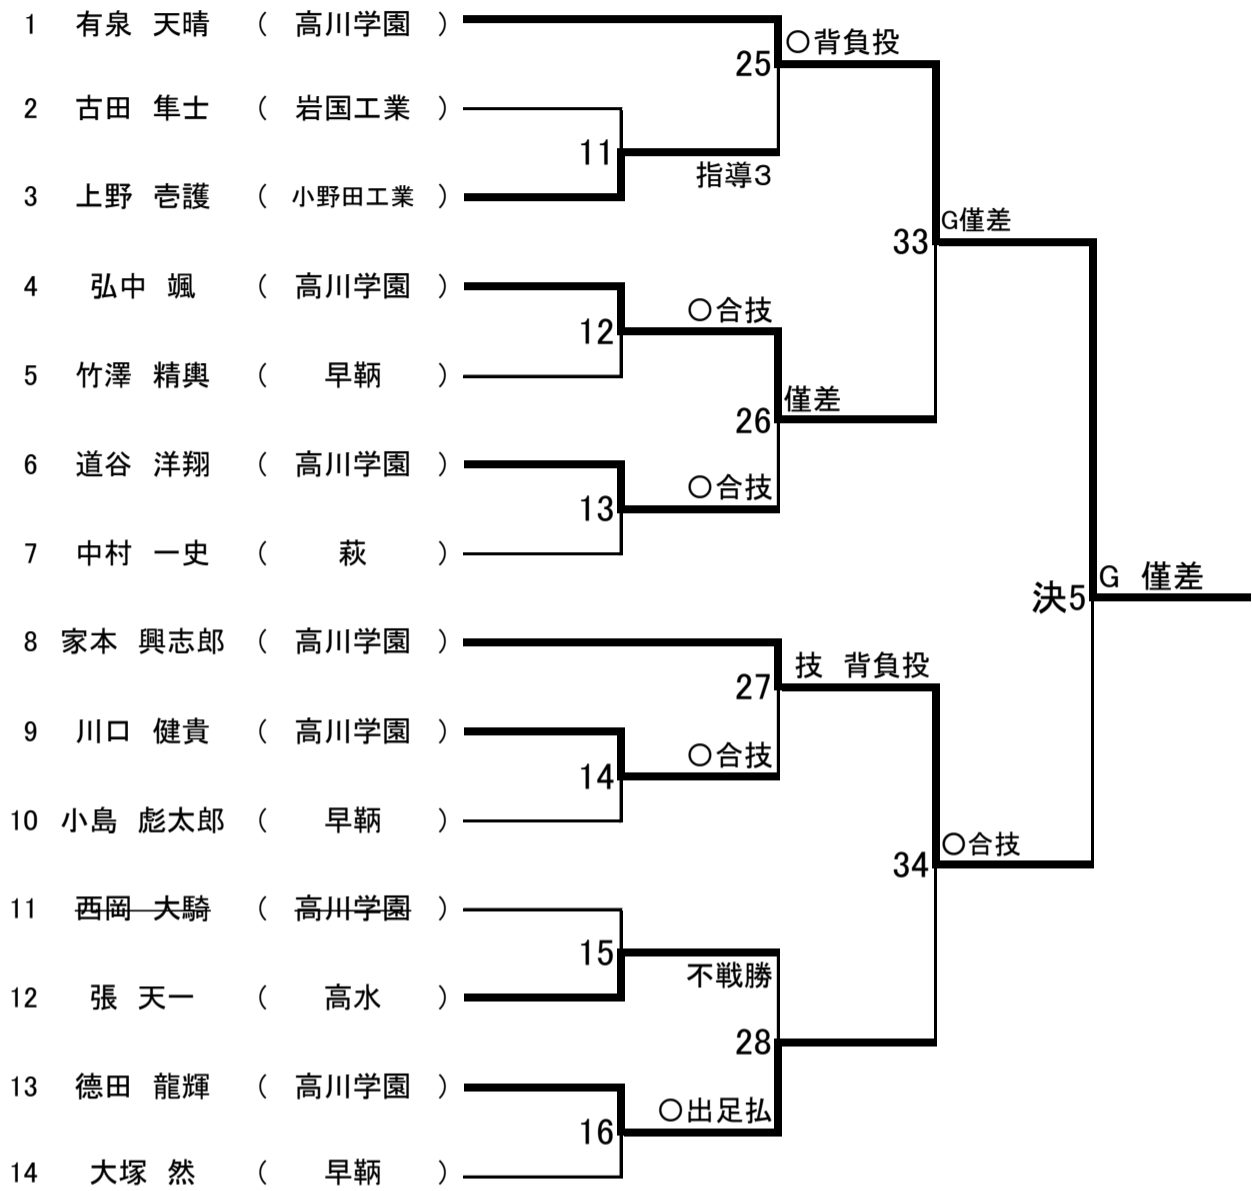 1 有泉 天晴 ( 高川学園 )
○背負投
25
2 古田 隼士 ( 岩国工業 )
11
指導3
3 上野 壱護 ( 小野田工業 )
G僅差
33
4 弘中 颯 ( 高川学園 )
○合技
12
5 竹澤 精輿 ( 早鞆 )
僅差
26
6 道谷 洋翔 ( 高川学園 )
○合技
13
7 中村 一史 ( 萩 )
G 僅差
決5
8 家本 興志郎 ( 高川学園 )
技 背負投
27
9 川口 健貴 ( 高川学園 )
○合技
14
10 小島 彪太郎 ( 早鞆 )
○合技
34
11 西岡 大騎 ( 高川学園 )
15
不戦勝
12 張 天一 ( 高水 )
28
13 德田 龍輝 ( 高川学園 )
○出足払
16
14 大塚 然 ( 早鞆 )